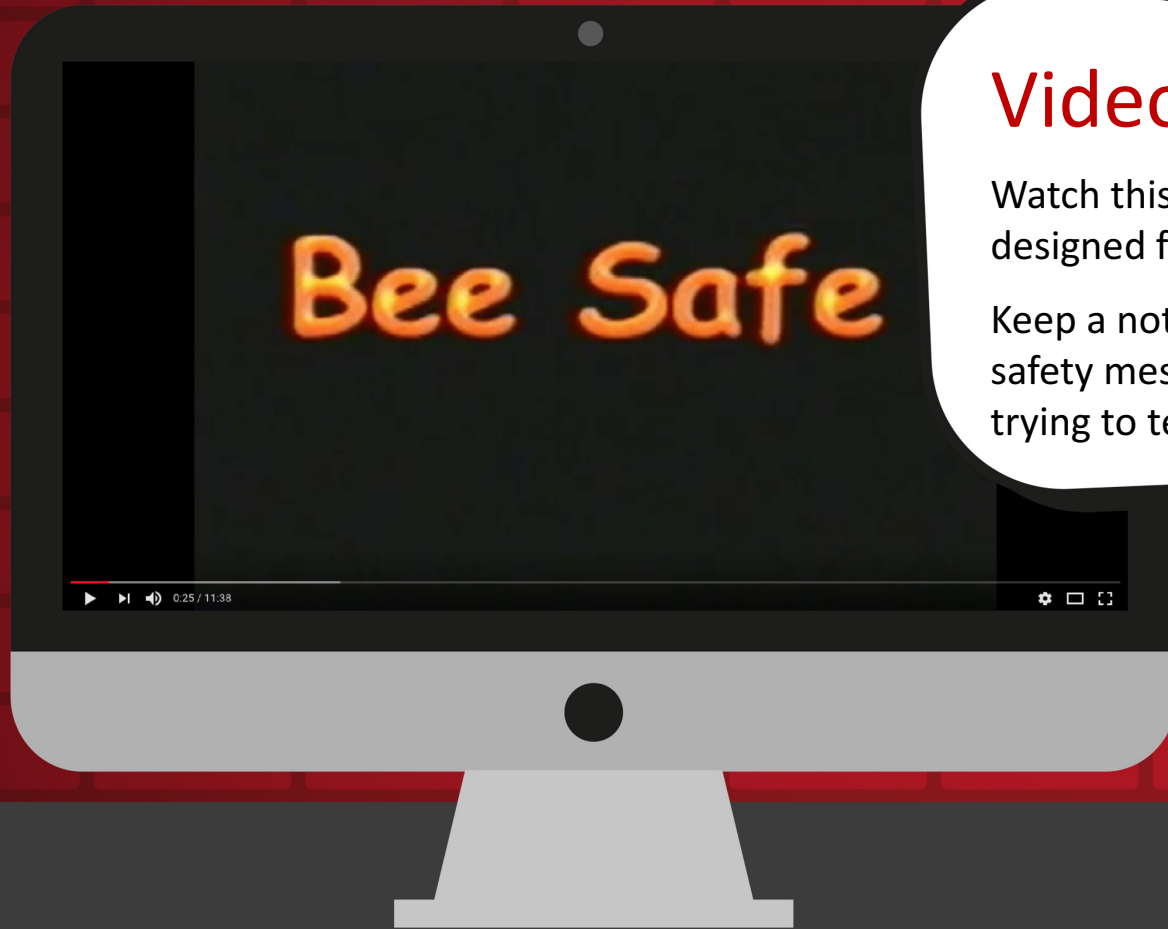 Bee Safe
0:25 / 11:38
Video
Watch this
designed f
Keep a not
safety mes
trying to te